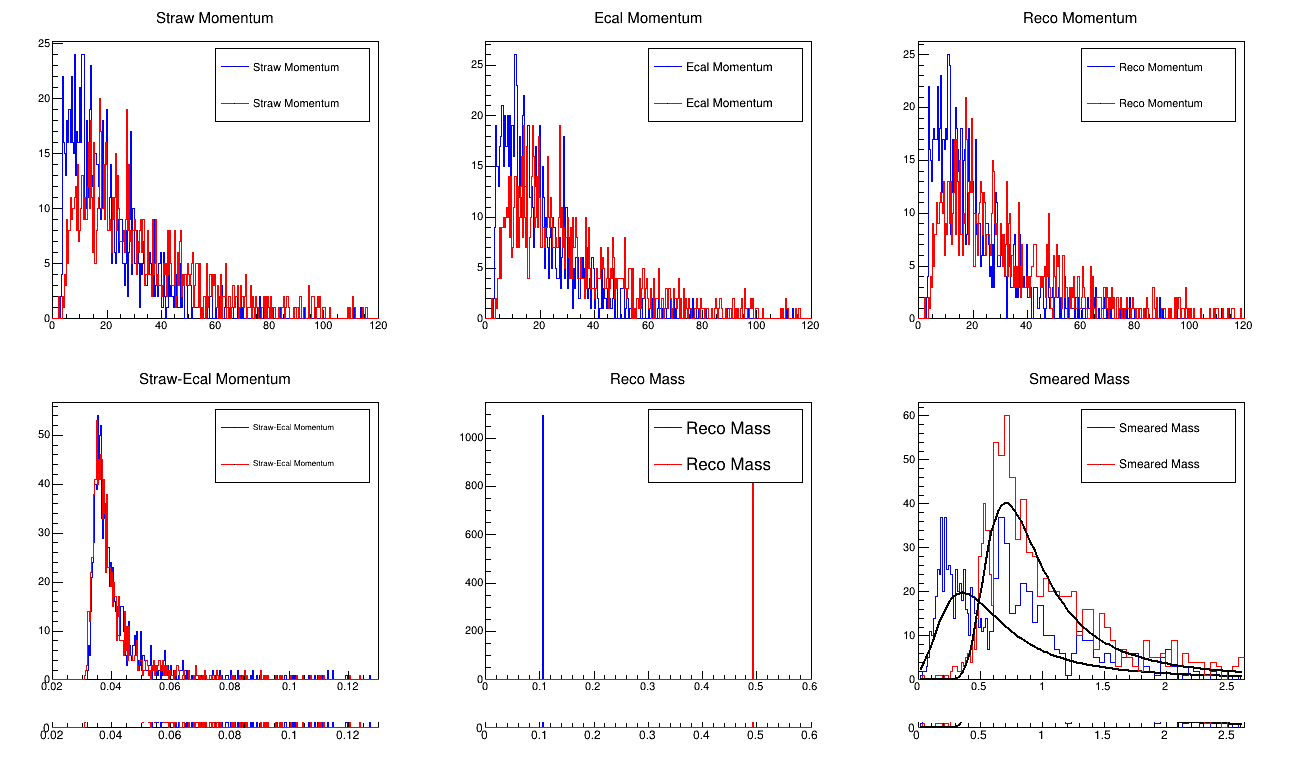 Straw Momentum
Ecal Momentum
Reco Momentum
25
20
15
10
5
0
0 20 40 60 80 100 120
Straw Momentum
Straw Momentum
25
20
15
10
5
0
0 20 40 60 80 100 120
Ecal Momentum
Ecal Momentum
25
20
15
10
5
0
0 20 40 60 80 100 120
Reco Momentum
Reco Momentum
Straw-Ecal Momentum
Reco Mass
Smeared Mass
50
40
30
20
10
0
0.02 0.04 0.06 0.08 0.1 0.12
Straw-Ecal Momentum
Straw-Ecal Momentum
1000
800
600
400
200
0
0 0.1 0.2 0.3 0.4 0.5 0.6
Reco Mass
Reco Mass
60
50
40
30
20
10
0
0 0.5 1 1.5 2 2.5
Smeared Mass
Smeared Mass
0
0.02 0.04 0.06 0.08 0.1 0.12
0
0 0.1 0.2 0.3 0.4 0.5 0.6
0
0 0.5 1 1.5 2 2.5